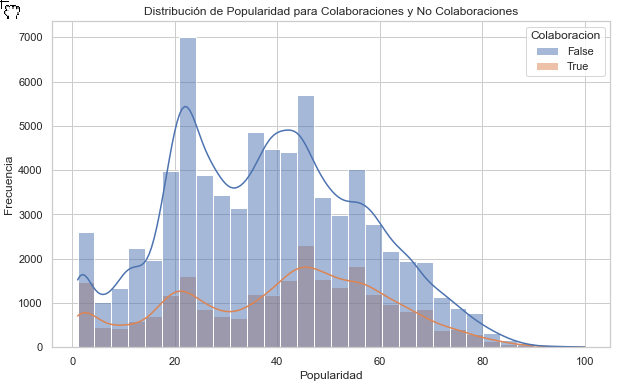 Distribución de Popularidad para Colaboraciones y No Colaboraciones
Colaboracion
False
True
7000
6000
5000
4000
3000
2000
1000
0
Frecuencia
0 20 40 60 80 100
Popularidad